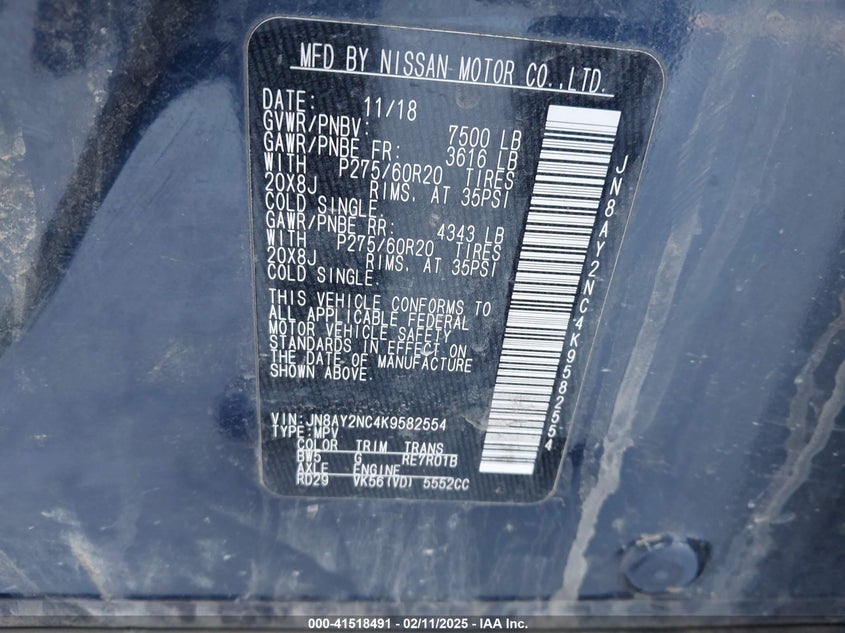 MFD BY NISSAN MOTOR CO.,LTD.
DATE: 11/18
GVWR/PNBV: 7500 LB
GAWR/PNBE FR: 3616 LB
WITH P275/60R20 TIRES
20X8J RIMS, AT 35PSI
COLD SINGLE.
GAWR/PNBE RR: 4343 LB
WITH P275/60R20 TIRES
20X8J RIMS, AT 35PSI
COLD SINGLE.
THIS VEHICLE CONFORMS TO
ALL APPLICABLE FEDERAL
MOTOR VEHICLE SAFETY
STANDARDS IN EFFECT ON
THE DATE OF MANUFACTURE
SHOWN ABOVE.
VIN: JN8AY2NC4K9582554
TYPE: MPV
COLOR TRIM TRANS
BW5 G RE7R01B
AXLE ENGINE
RD29 VK56(VD) 5552CC
JN8AY2NC4K9582554
000-41518491 - 02/11/2025 - IAA Inc.